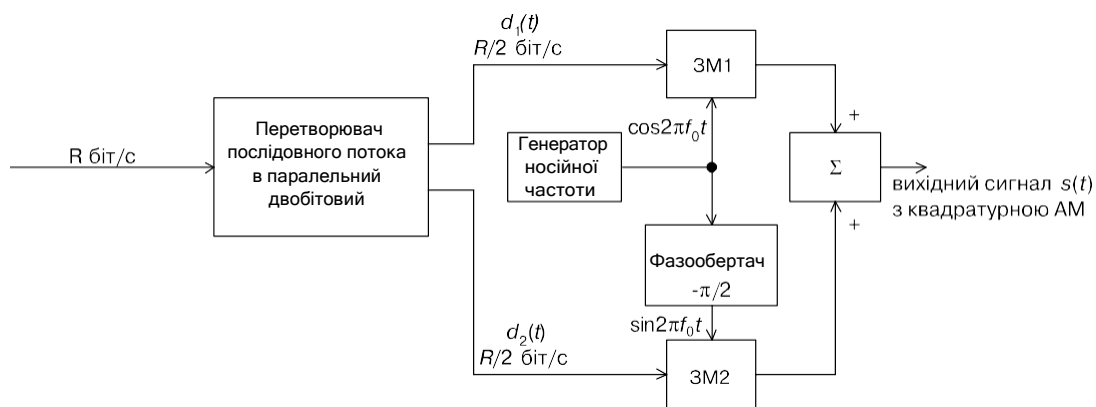 d₁(t)
R/2 біт/с
ЗМ1
+
cos2πf₀t
Перетворювач
послідовного потока
в паралельний
двобітовий
R біт/с
Генератор
носійної
частоти
Σ
вихідний сигнал s(t)
з квадратурною АМ
+
Фазообертач
-π/2
sin2πf₀t
d₂(t)
R/2 біт/с
ЗМ2